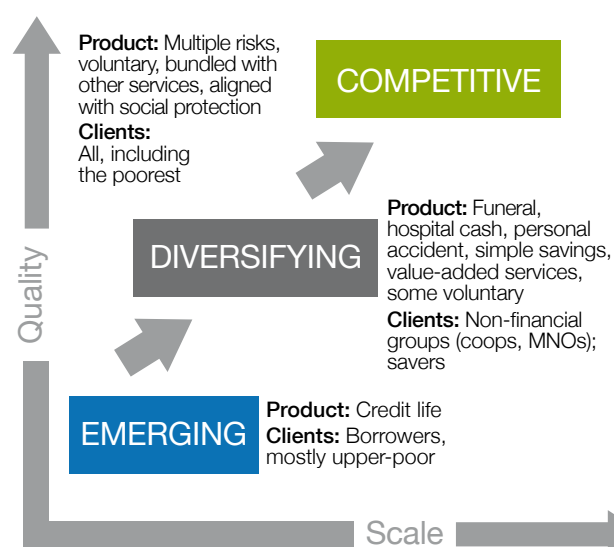 Product: Multiple risks,
voluntary, bundled with
other services, aligned
with social protection
Clients:
All, including
the poorest
COMPETITIVE
DIVERSIFYING
Product: Funeral,
hospital cash, personal
accident, simple savings,
value-added services,
some voluntary
Clients: Non-financial
groups (coops, MNOs);
savers
Quality
EMERGING
Product: Credit life
Clients: Borrowers,
mostly upper-poor
Scale